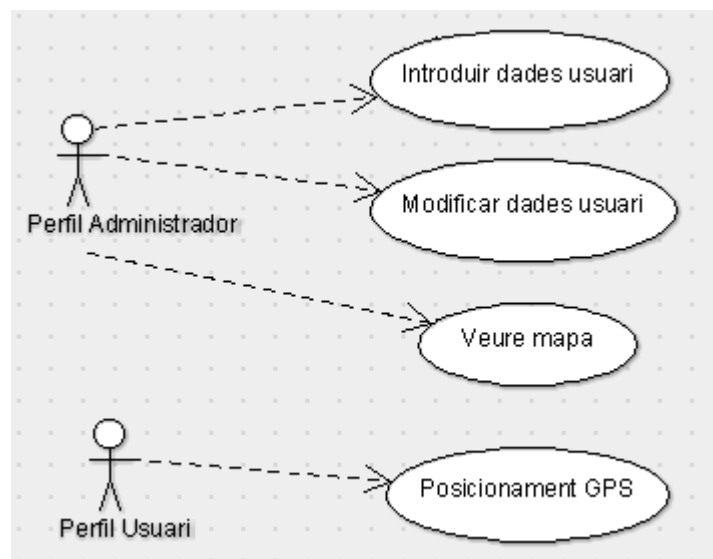 Introduir dades usuari
Modificar dades usuari
Perfil Administrador
Veure mapa
Posicionament GPS
Perfil Usuari